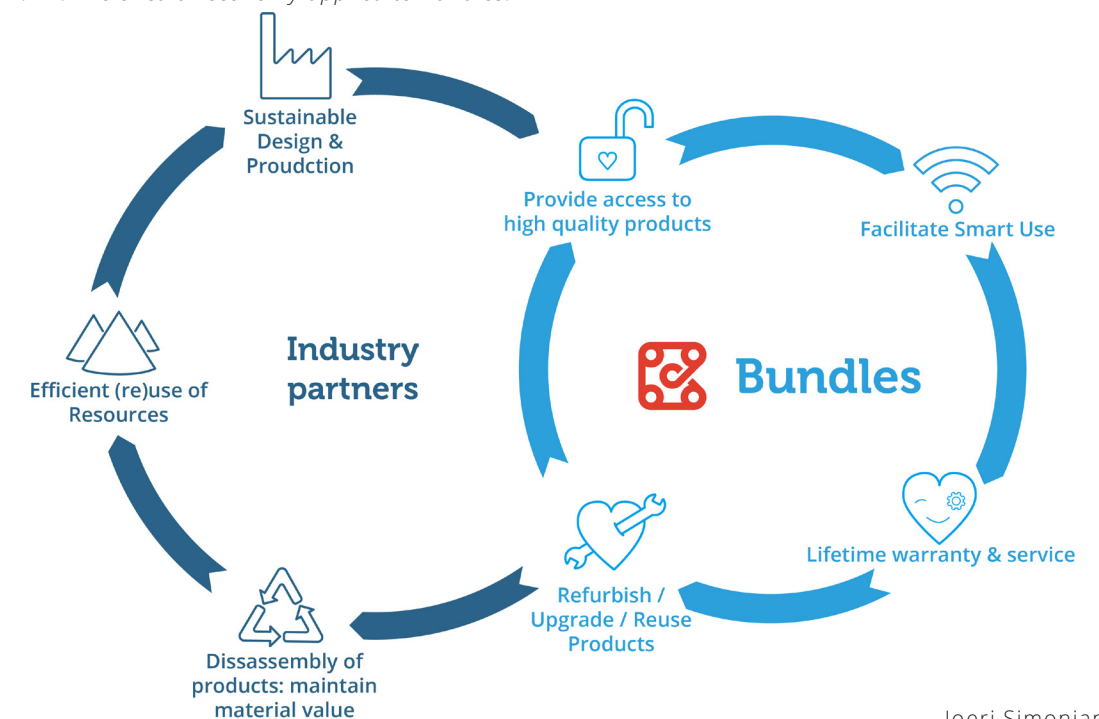 Sustainable
Design &
Proudction
Provide access to
high quality products
Facilitate Smart Use
Industry
partners
Bundles
Efficient (re)use of
Resources
Lifetime warranty & service
Refurbish /
Upgrade / Reuse
Products
Dissassembly of
products: maintain
material value